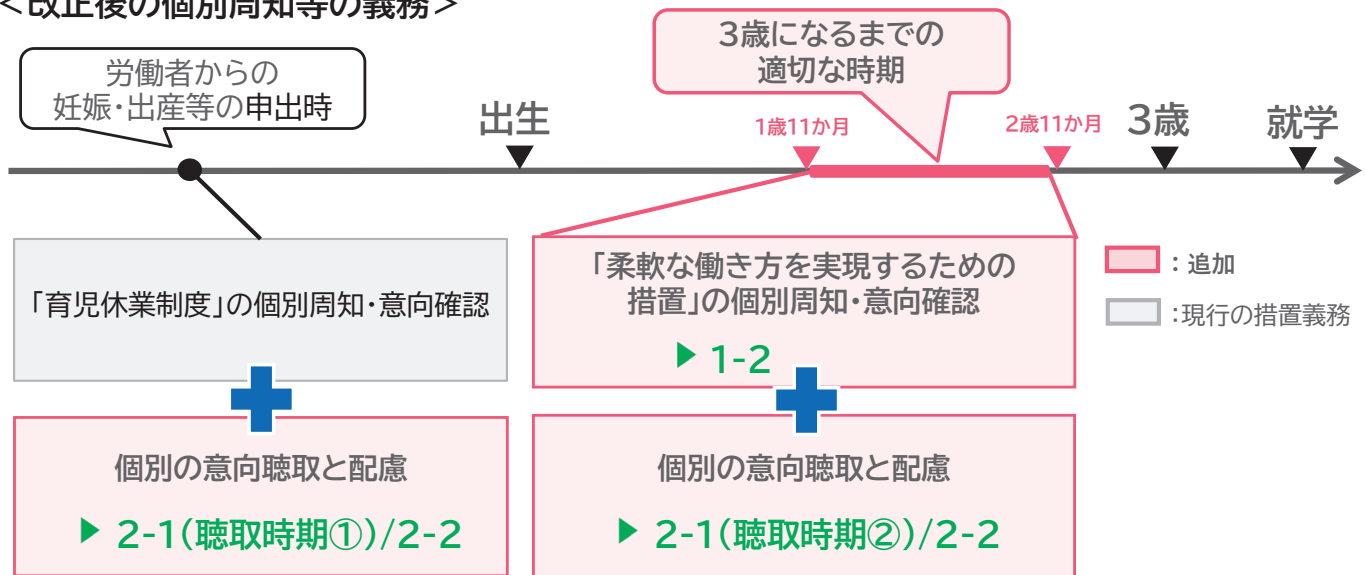 <改正後の個別周知等の義務>
労働者からの
妊娠・出産等の申出時
3歳になるまでの
適切な時期
出生
1歳11か月
2歳11か月
3歳
就学
「育児休業制度」の個別周知・意向確認
「柔軟な働き方を実現するための
措置」の個別周知・意向確認
▶ 1-2
:追加
:現行の措置義務
個別の意向聴取と配慮
▶ 2-1(聴取時期①)/2-2
個別の意向聴取と配慮
▶ 2-1(聴取時期②)/2-2